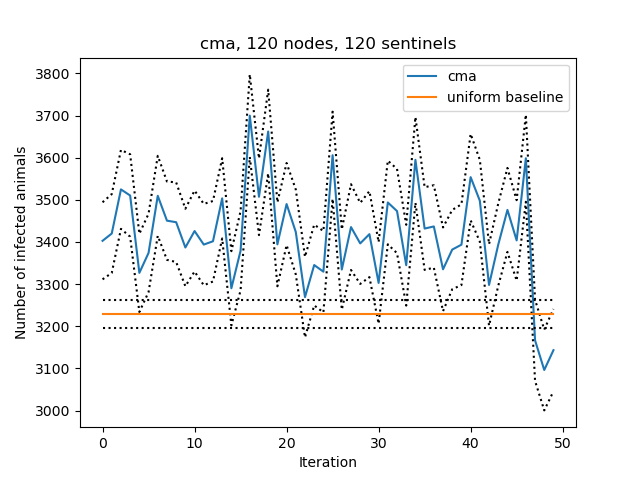 cma, 120 nodes, 120 sentinels
cma
uniform baseline
Number of infected animals
3800
3700
3600
3500
3400
3300
3200
3100
3000
0 10 20 30 40 50
Iteration